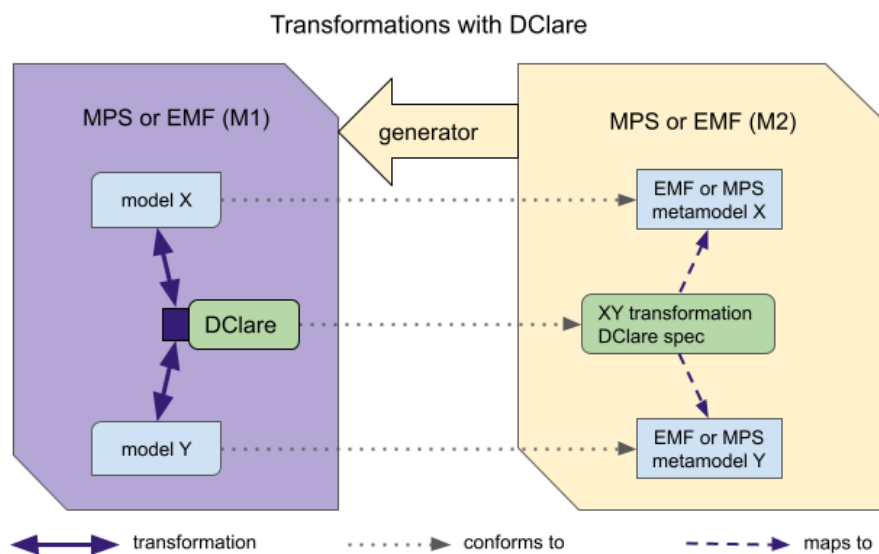 Transformations with DClare
MPS or EMF (M1)
generator
MPS or EMF (M2)
model X
EMF or MPS
metamodel X
DClare
XY transformation
DClare spec
model Y
EMF or MPS
metamodel Y
transformation
conforms to
maps to